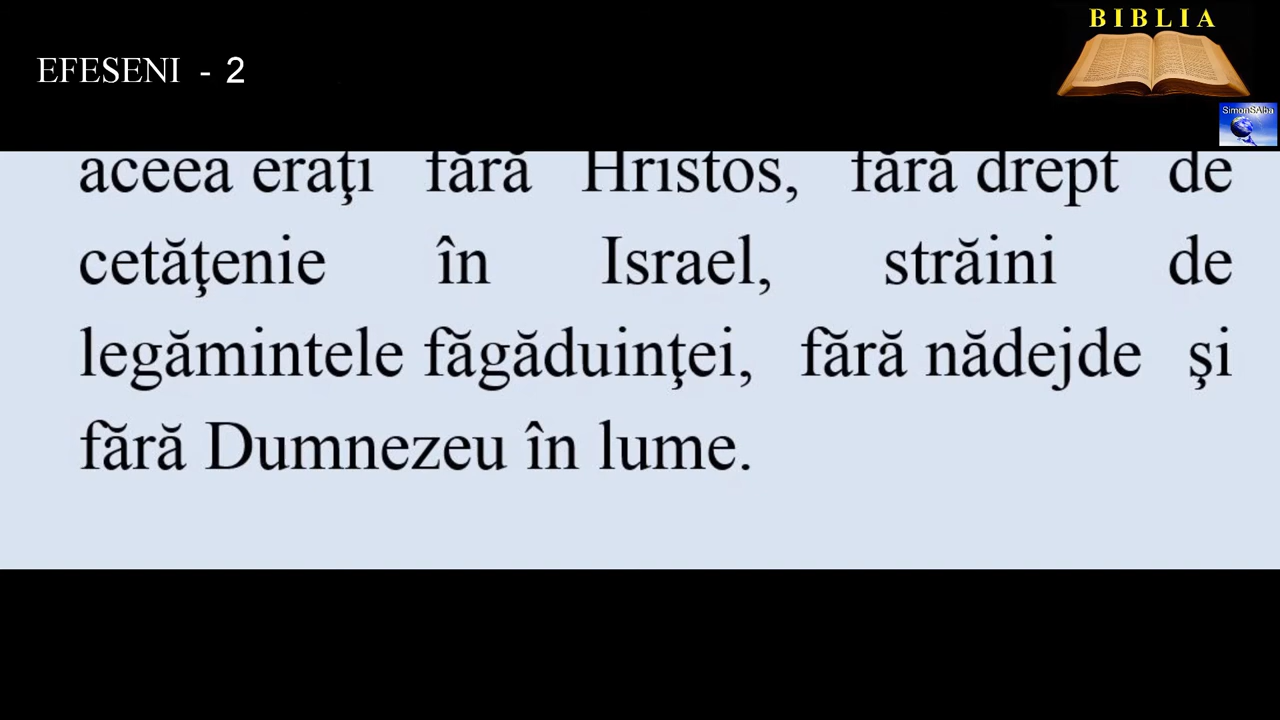 BIBLIA
EFESENI - 2
SimonSAlba
aceea eraţi fără Hristos, fără drept de
cetăţenie în Israel, străini de
legămintele făgăduinţei, fără nădejde şi
fără Dumnezeu în lume.